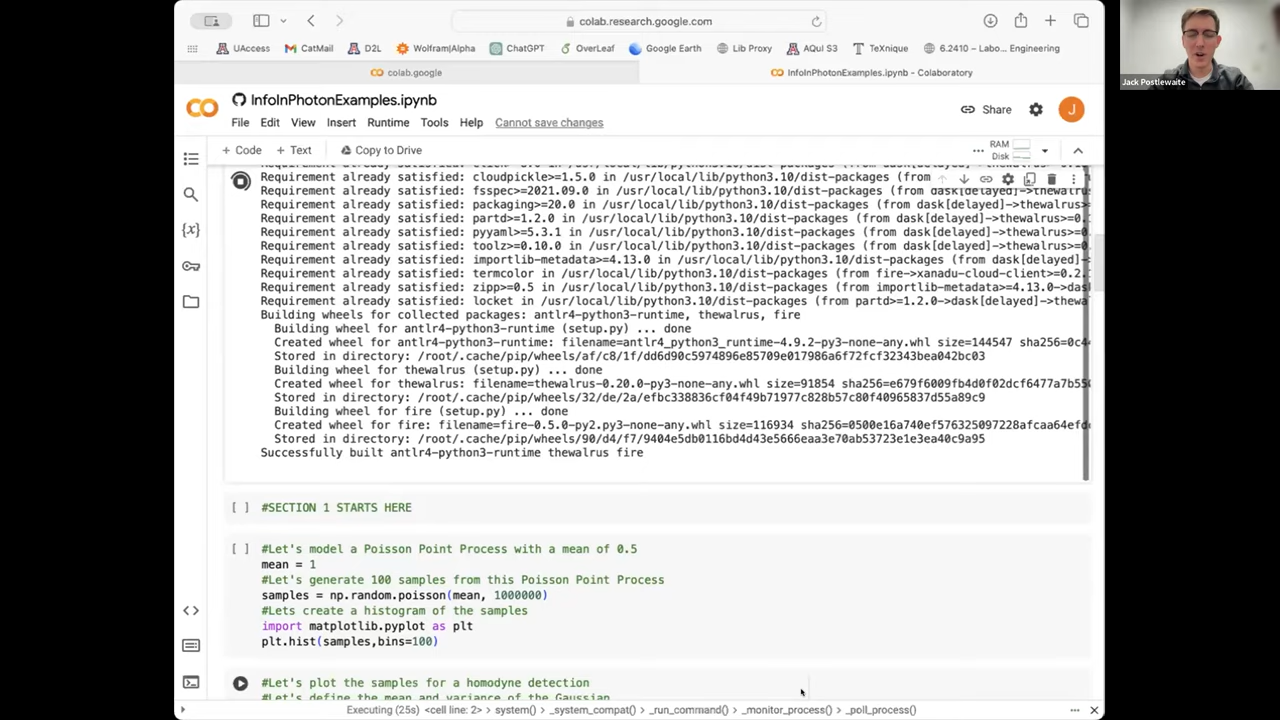 colab.research.google.com
UAccess CatMail D2L Wolfram|Alpha ChatGPT OverLeaf Google Earth Lib Proxy AQuI S3 TeXnique 6.2410 – Labo... Engineering
colab.google InfoInPhotonExamples.ipynb - Colaboratory
Jack Postlewaite
InfoInPhotonExamples.ipynb
Share J
File Edit View Insert Runtime Tools Help Cannot save changes
+ Code + Text Copy to Drive RAM Disk
Requirement already satisfied: cloudpickle>=1.5.0 in /usr/local/lib/python3.10/dist-packages (from
Requirement already satisfied: fsspec>=2021.09.0 in /usr/local/lib/python3.10/dist-packages (from dask[delayed]->thewalrus
Requirement already satisfied: packaging>=20.0 in /usr/local/lib/python3.10/dist-packages (from dask[delayed]->thewalrus=0
Requirement already satisfied: partd>=1.2.0 in /usr/local/lib/python3.10/dist-packages (from dask[delayed]->thewalrus=0.
Requirement already satisfied: pyyaml>=5.3.1 in /usr/local/lib/python3.10/dist-packages (from dask[delayed]->thewalrus=0
Requirement already satisfied: toolz>=0.10.0 in /usr/local/lib/python3.10/dist-packages (from dask[delayed]->thewalrus=0
Requirement already satisfied: importlib-metadata>=4.13.0 in /usr/local/lib/python3.10/dist-packages (from dask[delayed]->
Requirement already satisfied: termcolor in /usr/local/lib/python3.10/dist-packages (from fire->xanadu-cloud-client>=0.2.
Requirement already satisfied: zipp>=0.5 in /usr/local/lib/python3.10/dist-packages (from importlib-metadata>=4.13.0->dask
Requirement already satisfied: locket in /usr/local/lib/python3.10/dist-packages (from partd>=1.2.0->dask[delayed]->thewa
Building wheels for collected packages: antlr4-python3-runtime, thewalrus, fire
Building wheel for antlr4-python3-runtime (setup.py) ... done
Created wheel for antlr4-python3-runtime: filename=antlr4_python3_runtime-4.9.2-py3-none-any.whl size=144547 sha256=0c4
Stored in directory: /root/.cache/pip/wheels/af/c8/1f/dd6d90c5974896e85709e017986a6f72fcf32343bea042bc03
Building wheel for thewalrus (setup.py) ... done
Created wheel for thewalrus: filename=thewalrus-0.20.0-py3-none-any.whl size=91854 sha256=e679f6009fb4d0f02dcf6477a7b55
Stored in directory: /root/.cache/pip/wheels/32/de/2a/efbc338836cf04f49b71977c828b57c80f40965837d55a89c9
Building wheel for fire (setup.py) ... done
Created wheel for fire: filename=fire-0.5.0-py2.py3-none-any.whl size=116934 sha256=0500e16a740ef576325097228afcaa64efd
Stored in directory: /root/.cache/pip/wheels/90/d4/f7/9404e5db0116bd4d43e5666eaa3e70ab53723e1e3ea40c9a95
Successfully built antlr4-python3-runtime thewalrus fire
[ ] #SECTION 1 STARTS HERE
[ ] #Let's model a Poisson Point Process with a mean of 0.5
mean = 1
#Let's generate 100 samples from this Poisson Point Process
samples = np.random.poisson(mean, 1000000)
#Lets create a histogram of the samples
import matplotlib.pyplot as plt
plt.hist(samples,bins=100)
#Let's plot the samples for a homodyne detection
#Let's define the mean and variance of the Gaussian
Executing (25s) <cell line: 2> system() _system_compat() _run_command() _monitor_process() _poll_process()